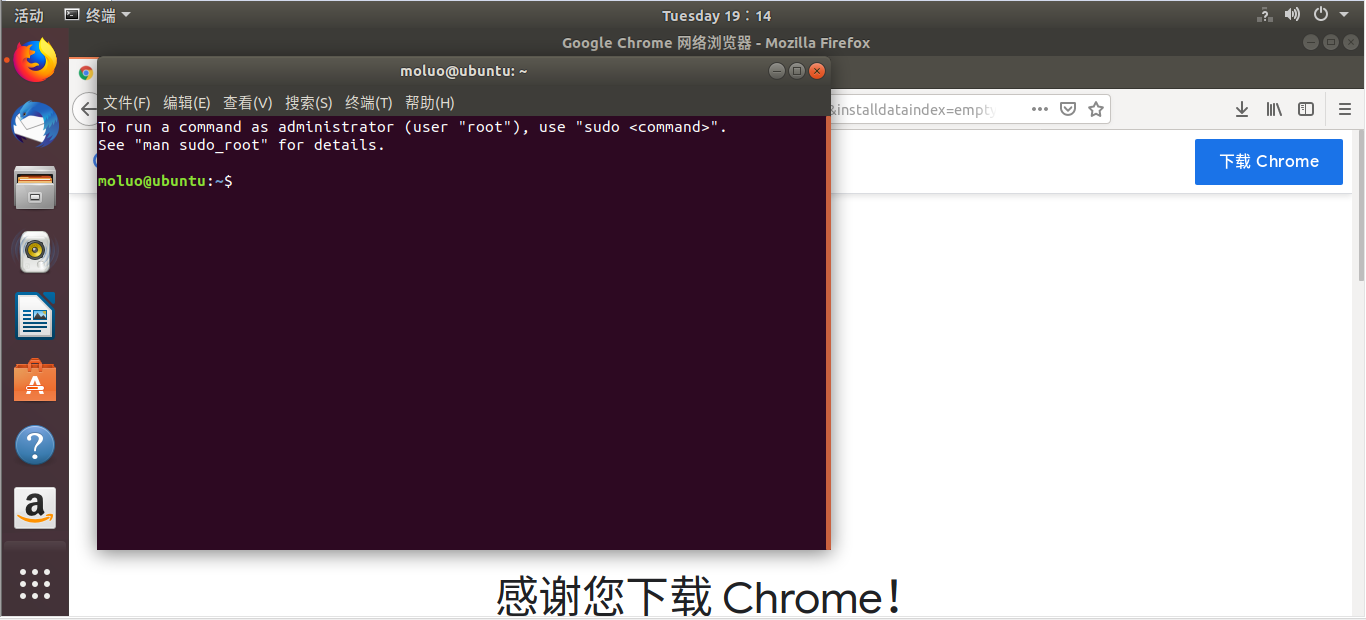 活动 终端 Tuesday 19：14
Google Chrome 网络浏览器 - Mozilla Firefox
moluo@ubuntu: ~
文件(F) 编辑(E) 查看(V) 搜索(S) 终端(T) 帮助(H)
&installdataindex=empty
To run a command as administrator (user "root"), use "sudo <command>".
See "man sudo_root" for details.
下载 Chrome
moluo@ubuntu:~$
感谢您下载 Chrome！